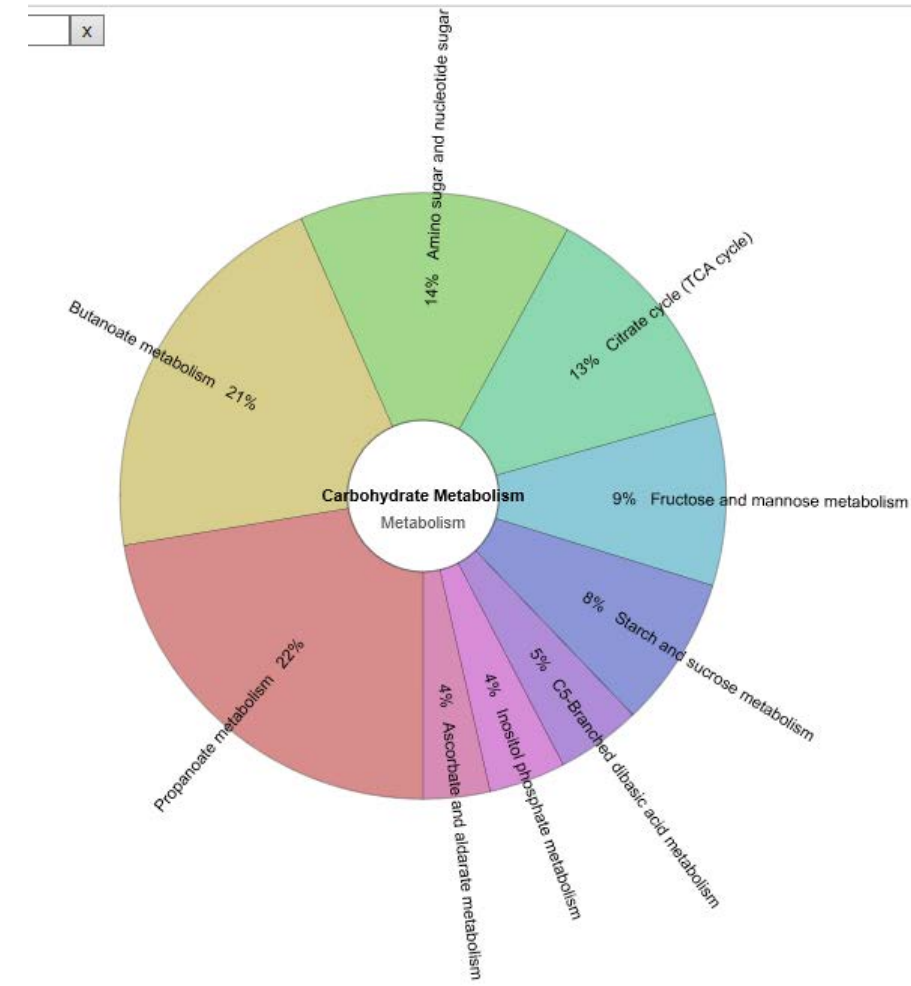 x
14% Amino sugar and nucleotide sugar
13% Citrate cycle (TCA cycle)
9% Fructose and mannose metabolism
8% Starch and sucrose metabolism
5% C5-Branched dibasic acid metabolism
4% Inositol phosphate metabolism
4% Ascorbate and aldarate metabolism
Propanoate metabolism 22%
Butanoate metabolism 21%
Carbohydrate Metabolism
Metabolism